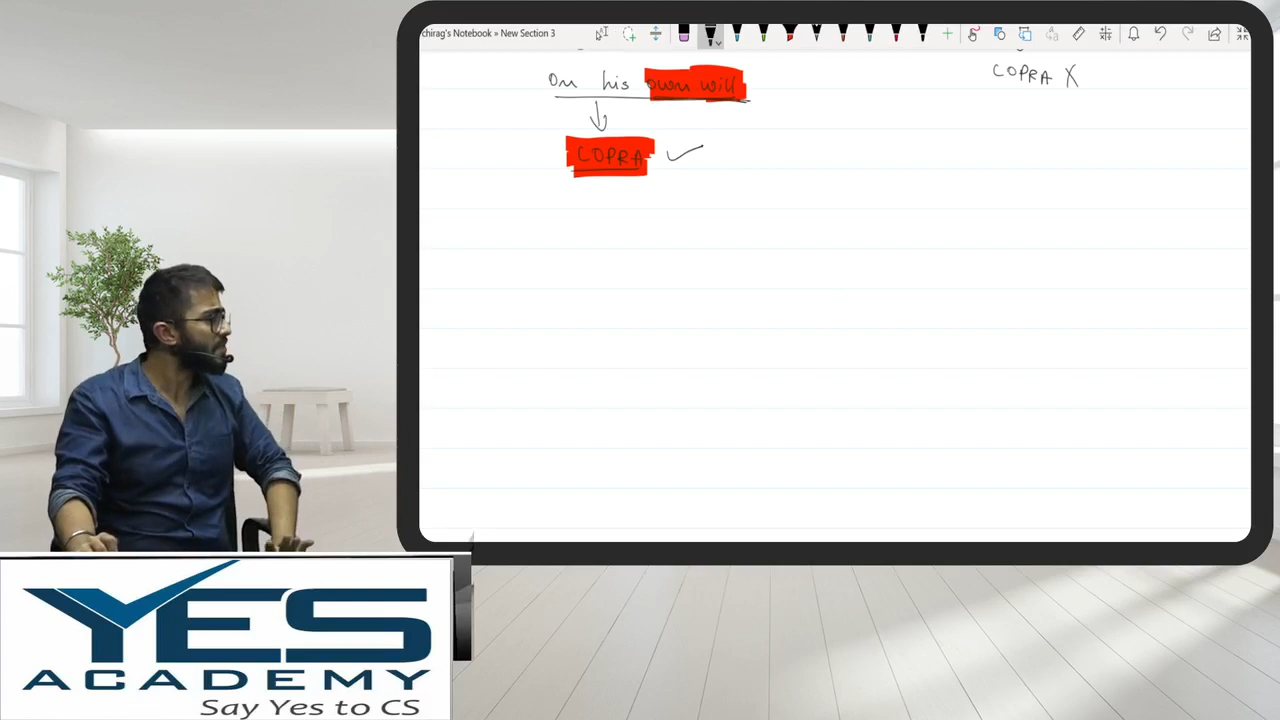 chirag's Notebook » New Section 3
COPRA X
On his own will
COPRA
YES
ACADEMY
Say Yes to CS